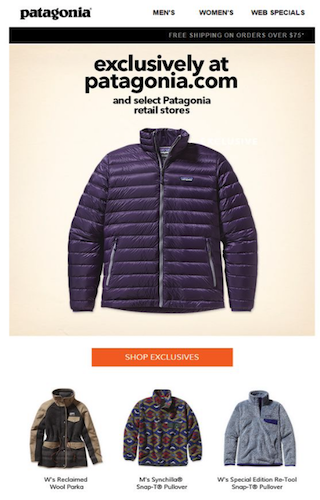 patagonia®
MEN'S WOMEN'S WEB SPECIALS
FREE SHIPPING ON ORDERS OVER $75*
exclusively at
patagonia.com
and select Patagonia
retail stores
SHOP EXCLUSIVES
W's Reclaimed
Wool Parka
M's Synchilla®
Snap-T® Pullover
W's Special Edition Re-Tool
Snap-T® Pullover